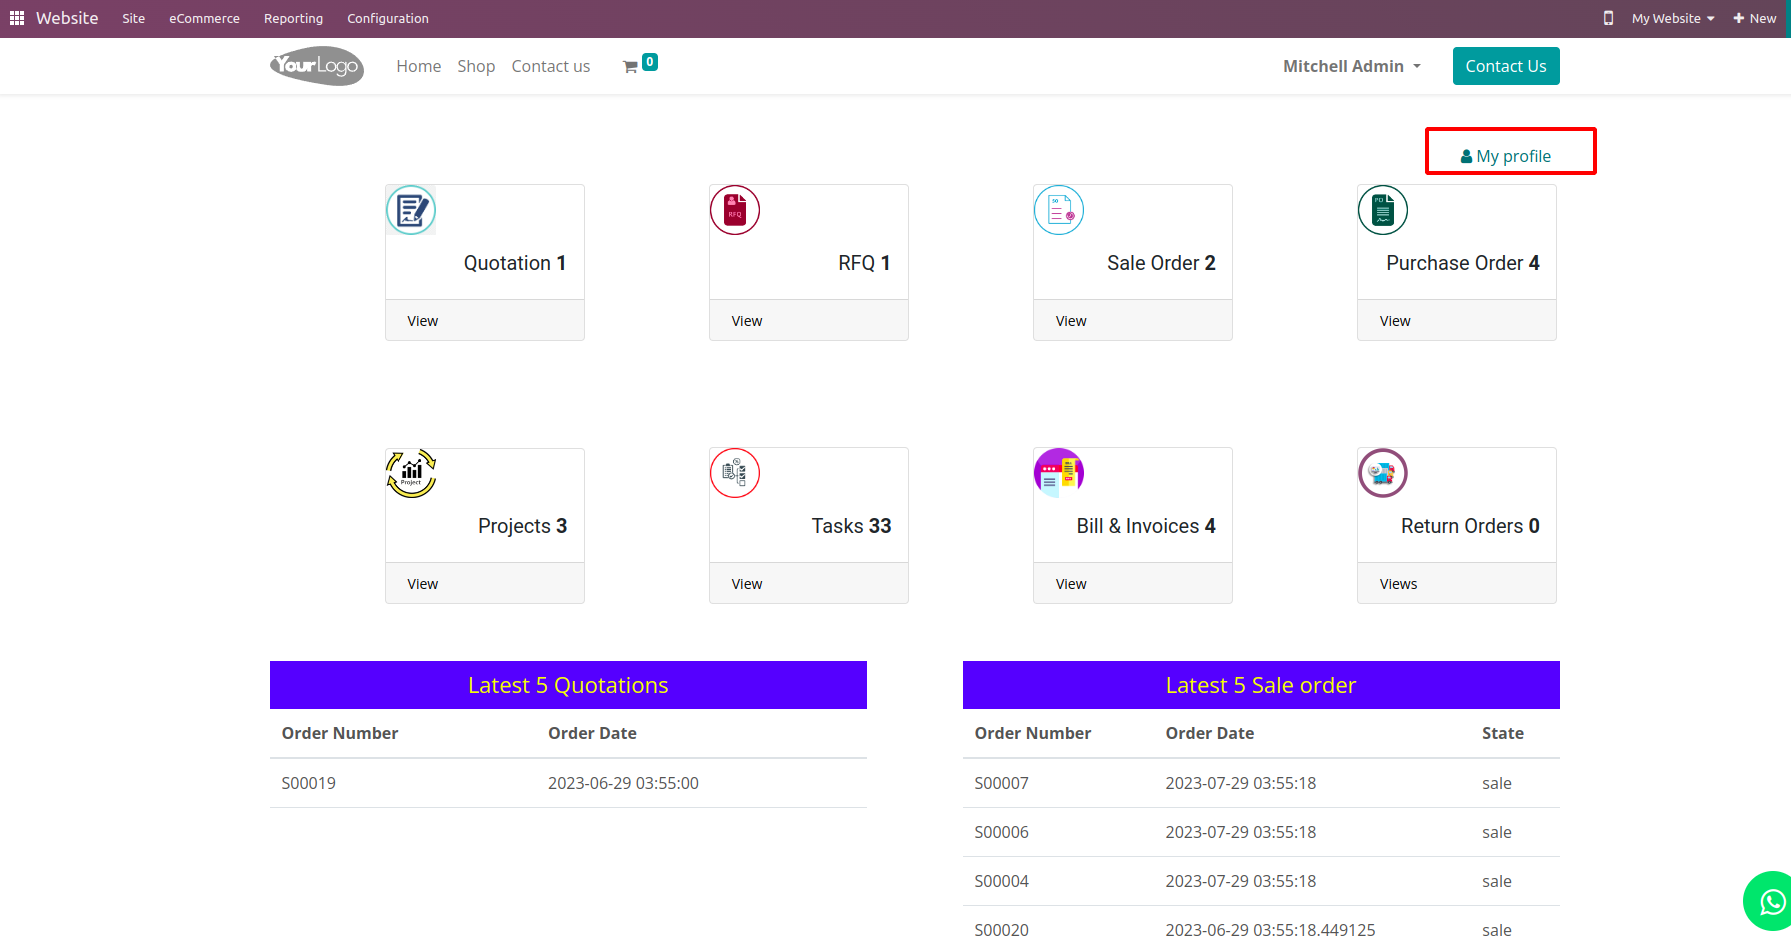 Website Site eCommerce Reporting Configuration My Website New
YourLogo Home Shop Contact us 0 Mitchell Admin Contact Us
My profile
RFQ SQ PO
Quotation 1 RFQ 1 Sale Order 2 Purchase Order 4
View View View View
Project
Projects 3 Tasks 33 Bill & Invoices 4 Return Orders 0
View View View Views
Latest 5 Quotations
Order Number Order Date
S00019 2023-06-29 03:55:00
Latest 5 Sale order
Order Number Order Date State
S00007 2023-07-29 03:55:18 sale
S00006 2023-07-29 03:55:18 sale
S00004 2023-07-29 03:55:18 sale
S00020 2023-06-29 03:55:18.449125 sale